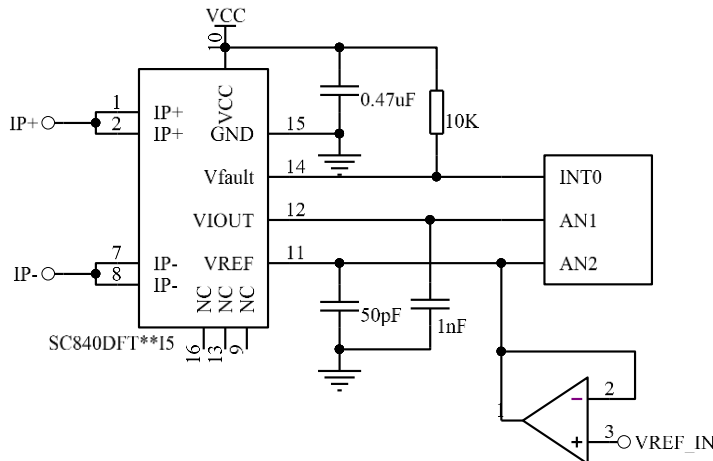 VCC
10
1
IP+
VCC
0.47uF
IP+
2
IP+
GND
15
10K
Vfault
14
INT0
VIOUT
12
AN1
7
IP-
VREF
11
AN2
IP-
8
IP-
NC
NC
NC
50pF
1nF
SC840DFT**I5
16
13
9
2
-
1
+
3
VREF_IN